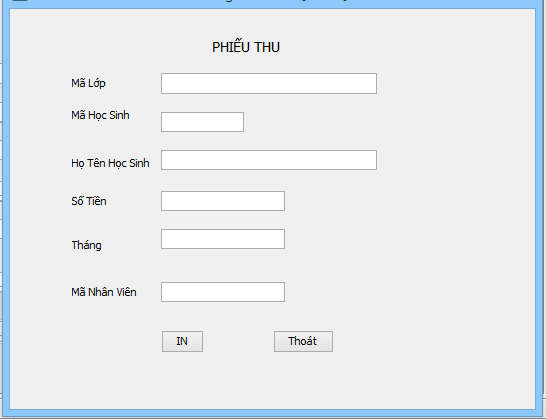 PHIẾU THU
Mã Lớp
Mã Học Sinh
Họ Tên Học Sinh
Số Tiền
Tháng
Mã Nhân Viên
IN Thoát